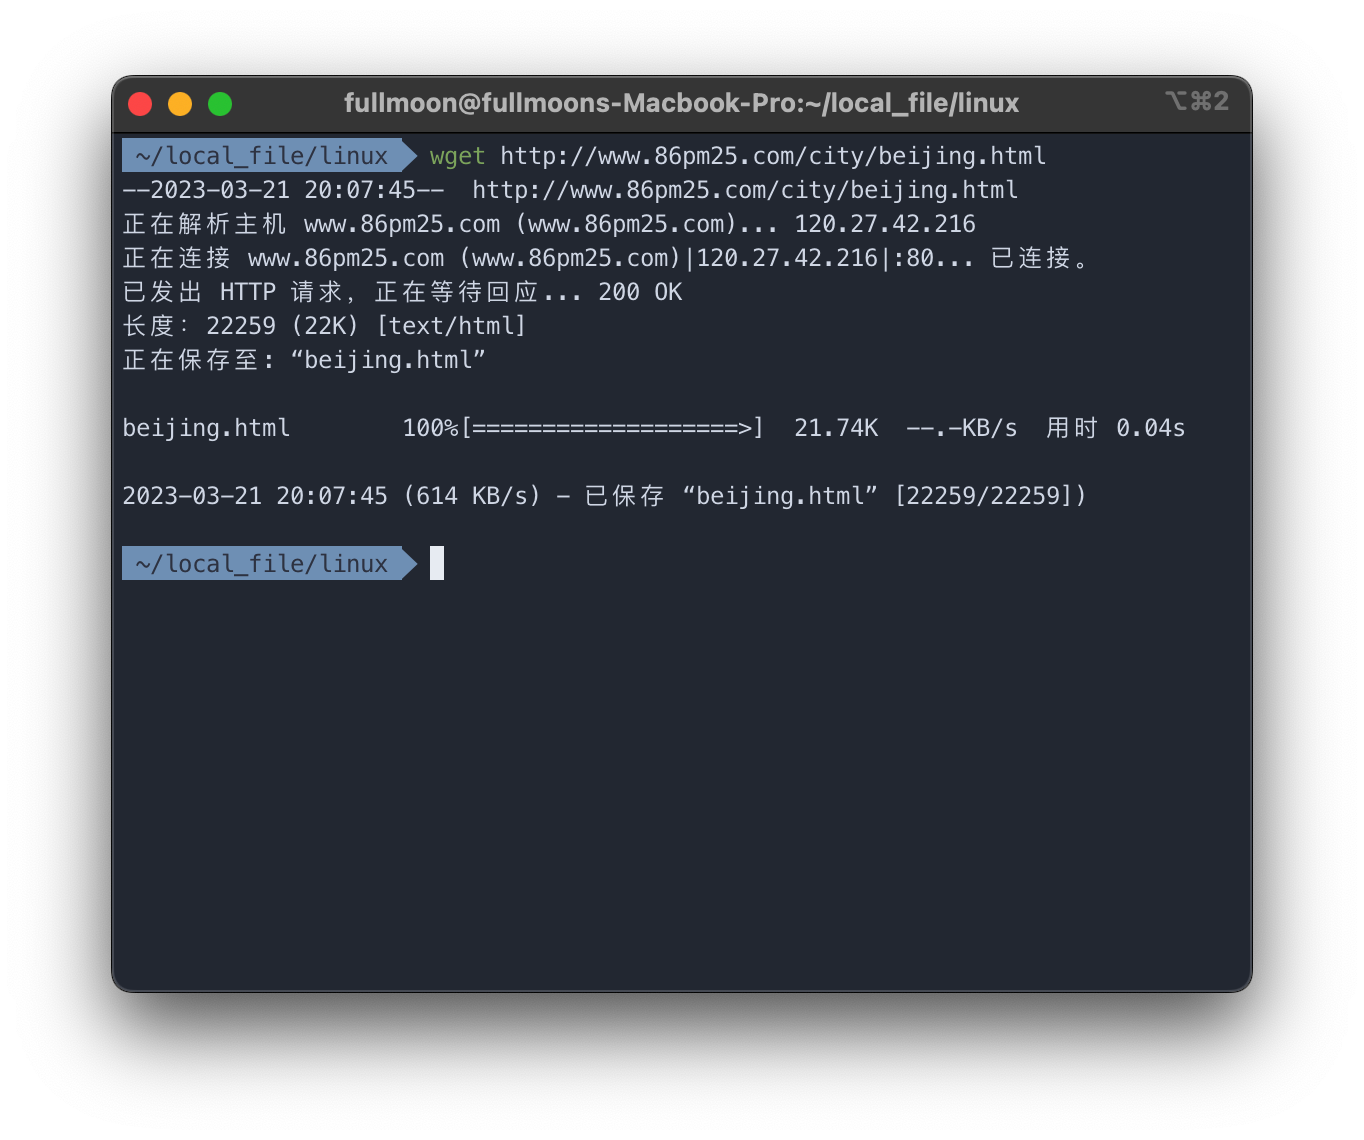 fullmoon@fullmoons-Macbook-Pro:~/local_file/linux ⌥⌘2
~/local_file/linux wget http://www.86pm25.com/city/beijing.html
--2023-03-21 20:07:45--  http://www.86pm25.com/city/beijing.html
正在解析主机 www.86pm25.com (www.86pm25.com)... 120.27.42.216
正在连接 www.86pm25.com (www.86pm25.com)|120.27.42.216|:80... 已连接。
已发出 HTTP 请求，正在等待回应... 200 OK
长度：22259 (22K) [text/html]
正在保存至: “beijing.html”
beijing.html        100%[===================>]  21.74K  --.-KB/s  用时 0.04s
2023-03-21 20:07:45 (614 KB/s) - 已保存 “beijing.html” [22259/22259])
~/local_file/linux